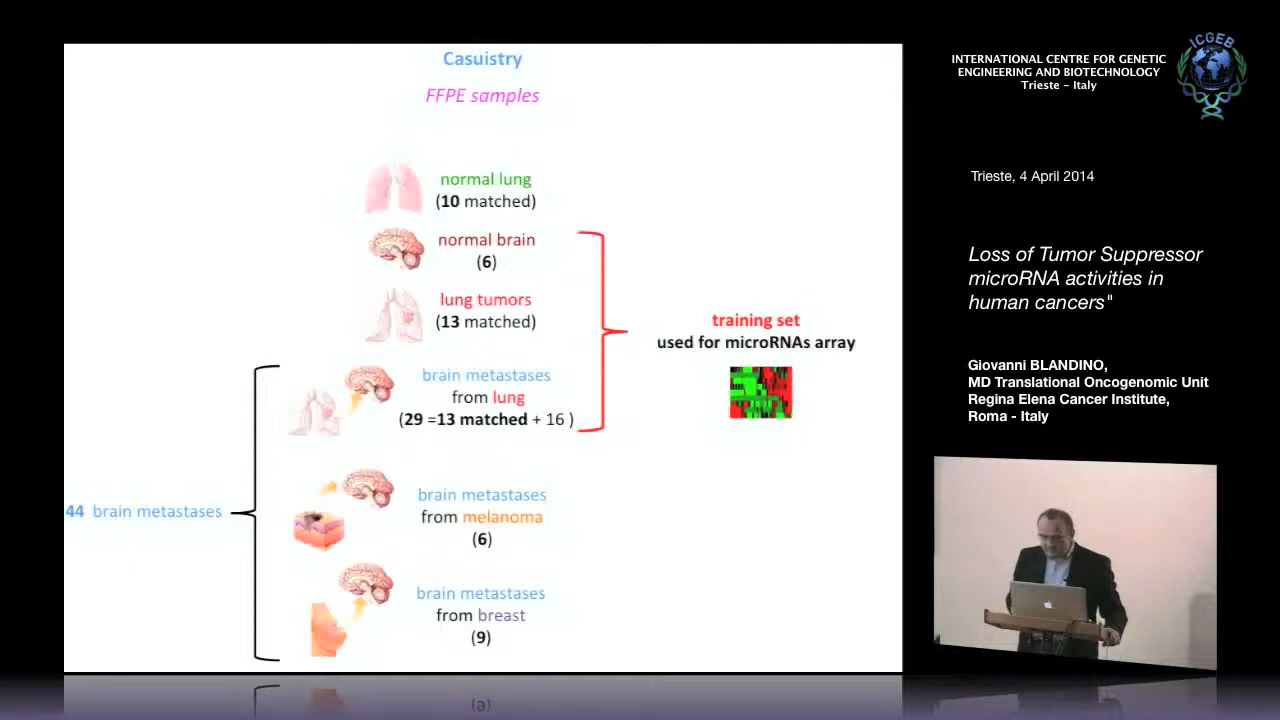 Casuistry
FFPE samples
normal lung
(10 matched)
normal brain
(6)
lung tumors
(13 matched)
brain metastases
from lung
(29 =13 matched + 16 )
training set
used for microRNAs array
44 brain metastases
brain metastases
from melanoma
(6)
brain metastases
from breast
(9)
INTERNATIONAL CENTRE FOR GENETIC
ENGINEERING AND BIOTECHNOLOGY
Trieste – Italy
ICGEB
Trieste, 4 April 2014
Loss of Tumor Suppressor
microRNA activities in
human cancers"
Giovanni BLANDINO,
MD Translational Oncogenomic Unit
Regina Elena Cancer Institute,
Roma - Italy